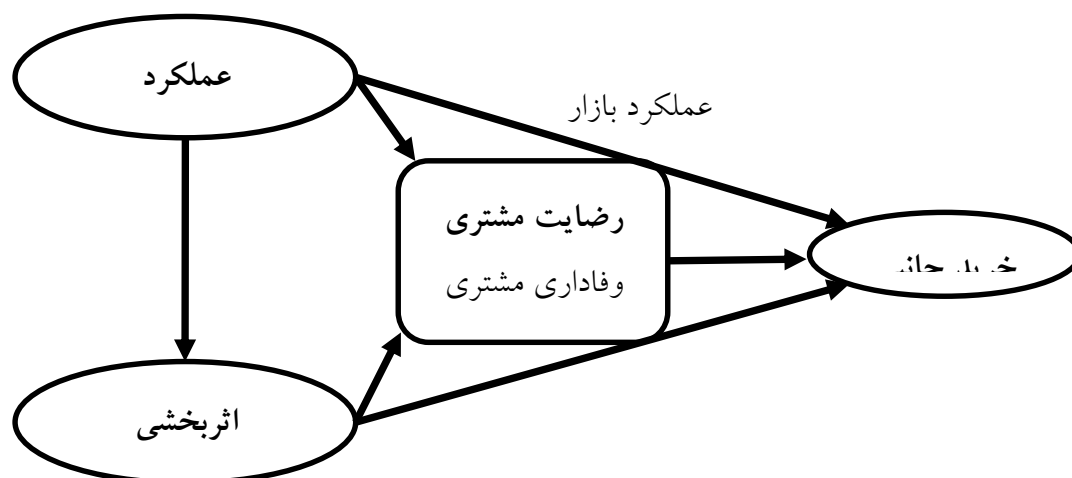 عملکرد
عملکرد بازار
رضایت مشتری
وفاداری مشتری
اثربخشی